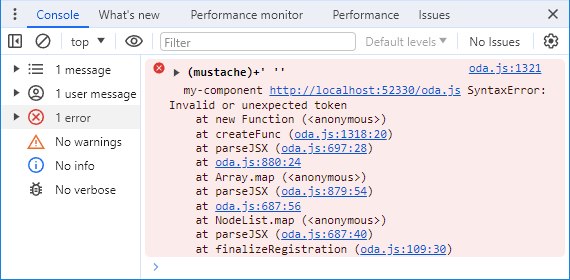 Console What's new Performance monitor Performance Issues
top Filter Default levels No Issues
1 message
1 user message
1 error
No warnings
No info
No verbose
(mustache)+' '' oda.js:1321
my-component http://localhost:52330/oda.js SyntaxError:
Invalid or unexpected token
at new Function (<anonymous>)
at createFunc (oda.js:1318:20)
at parseJSX (oda.js:697:28)
at oda.js:880:24
at Array.map (<anonymous>)
at parseJSX (oda.js:879:54)
at oda.js:687:56
at NodeList.map (<anonymous>)
at parseJSX (oda.js:687:40)
at finalizeRegistration (oda.js:109:30)